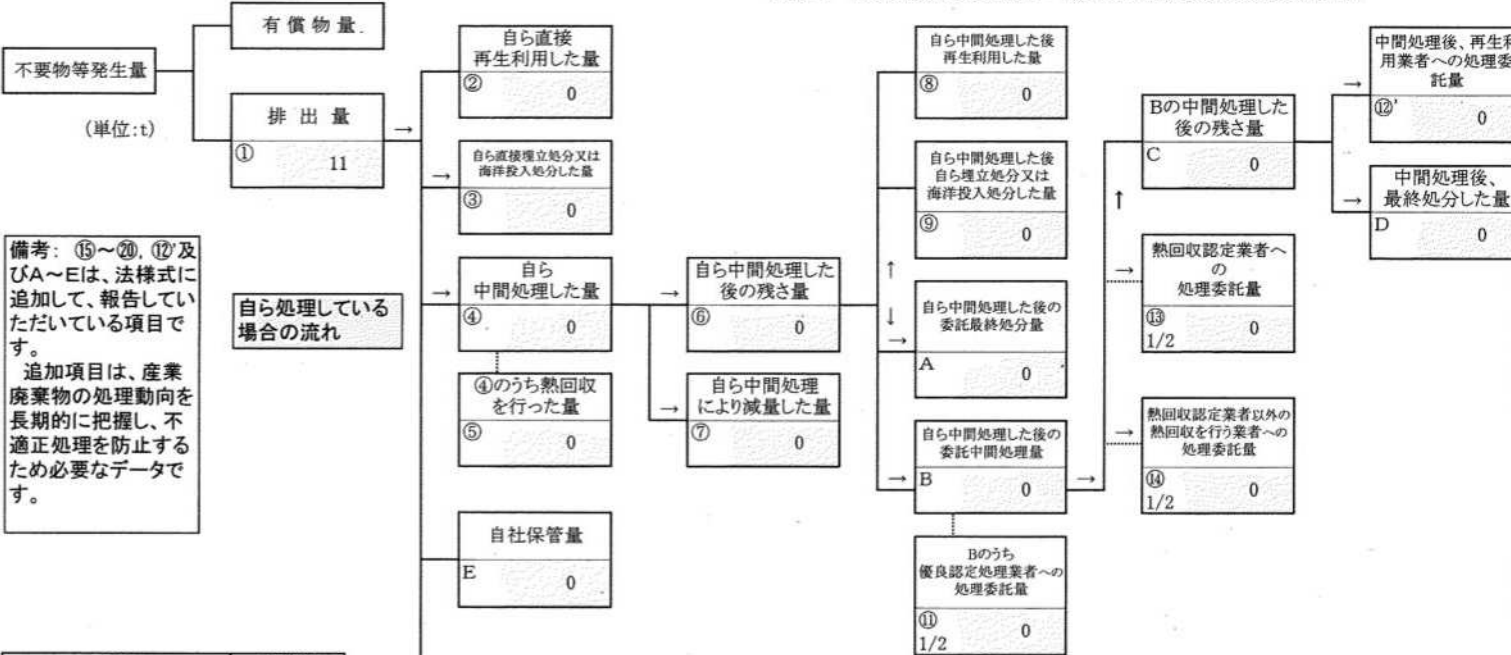 不要物等発生量
(単位:t)
有償物量
排出量
①
11
備考: ⑮~⑳, ⑫'及
びA~Eは、法様式に
追加して、報告してい
ただいている項目で
す。
追加項目は、産業
廃棄物の処理動向を
長期的に把握し、不
適正処理を防止する
ため必要なデータで
す。
自ら処理している
場合の流れ
→
自ら直接
再生利用した量
②
0
→
自ら直接埋立処分又は
海洋投入処分した量
③
0
→
自ら
中間処理した量
④
0
④のうち熱回収
を行った量
⑤
0
自社保管量
E
0
→
自ら中間処理した
後の残さ量
⑥
0
→
自ら中間処理
により減量した量
⑦
0
自ら中間処理した後
再生利用した量
⑧
0
自ら中間処理した後
自ら埋立処分又は
海洋投入処分した量
⑨
0
↑
↓
→
自ら中間処理した後の
委託最終処分量
A
0
→
自ら中間処理した後の
委託中間処理量
B
0
→
Bのうち
優良認定処理業者への
処理委託量
⑪
1/2
0
↑
Bの中間処理した
後の残さ量
C
0
→
熱回収認定業者へ
の
処理委託量
⑬
1/2
0
→
熱回収認定業者以外の
熱回収を行う業者への
処理委託量
⑭
1/2
0
→
中間処理後、再生利
用業者への処理委
託量
⑫'
0
→
中間処理後、
最終処分した量
D
0